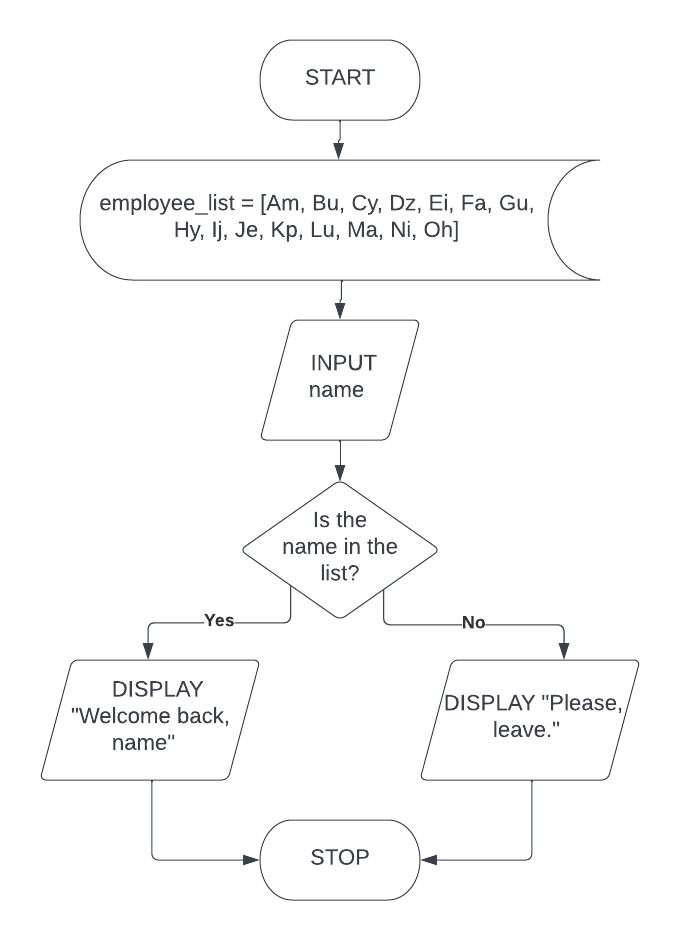 START
employee_list = [Am, Bu, Cy, Dz, Ei, Fa, Gu,
Hy, Ij, Je, Kp, Lu, Ma, Ni, Oh]
INPUT
name
Is the
name in the
list?
Yes
No
DISPLAY
"Welcome back,
name"
DISPLAY "Please,
leave."
STOP